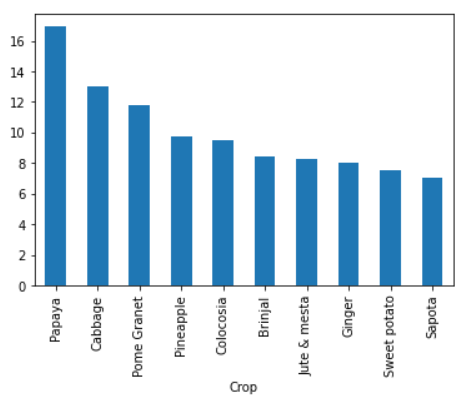 16
14
12
10
8
6
4
2
0
Papaya
Cabbage
Pome Granet
Pineapple
Colocosia
Brinjal
Jute & mesta
Ginger
Sweet potato
Sapota
Crop